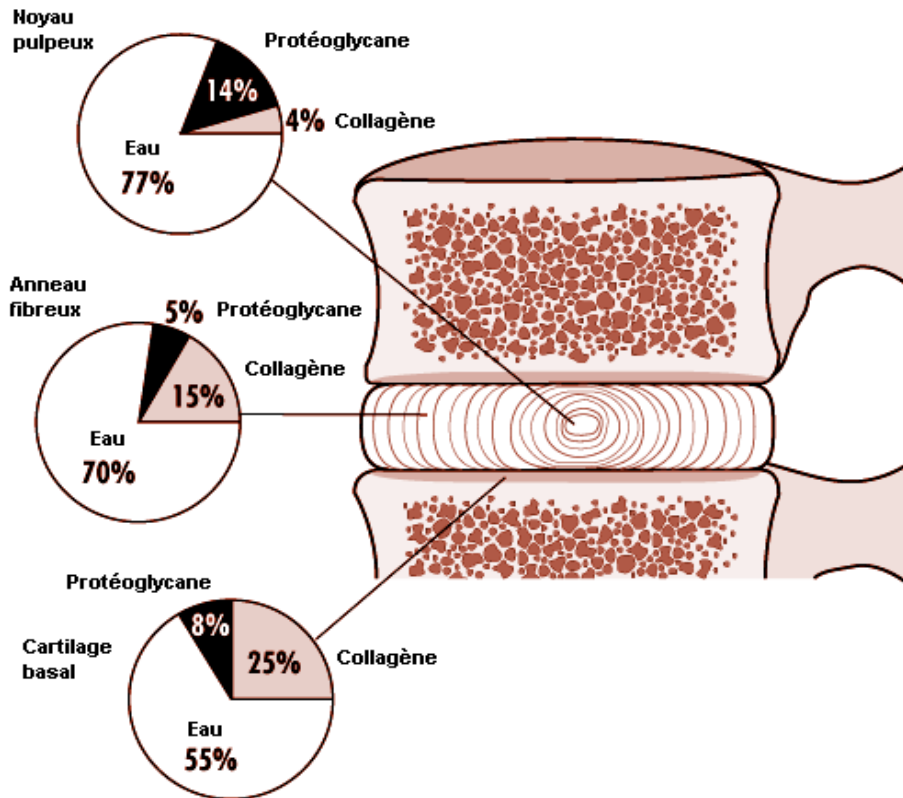 Noyau
pulpeux
Protéoglycane
14%
4% Collagène
Eau
77%
Anneau
fibreux
5% Protéoglycane
Collagène
15%
Eau
70%
Protéoglycane
8%
Cartilage
basal
25%
Collagène
Eau
55%